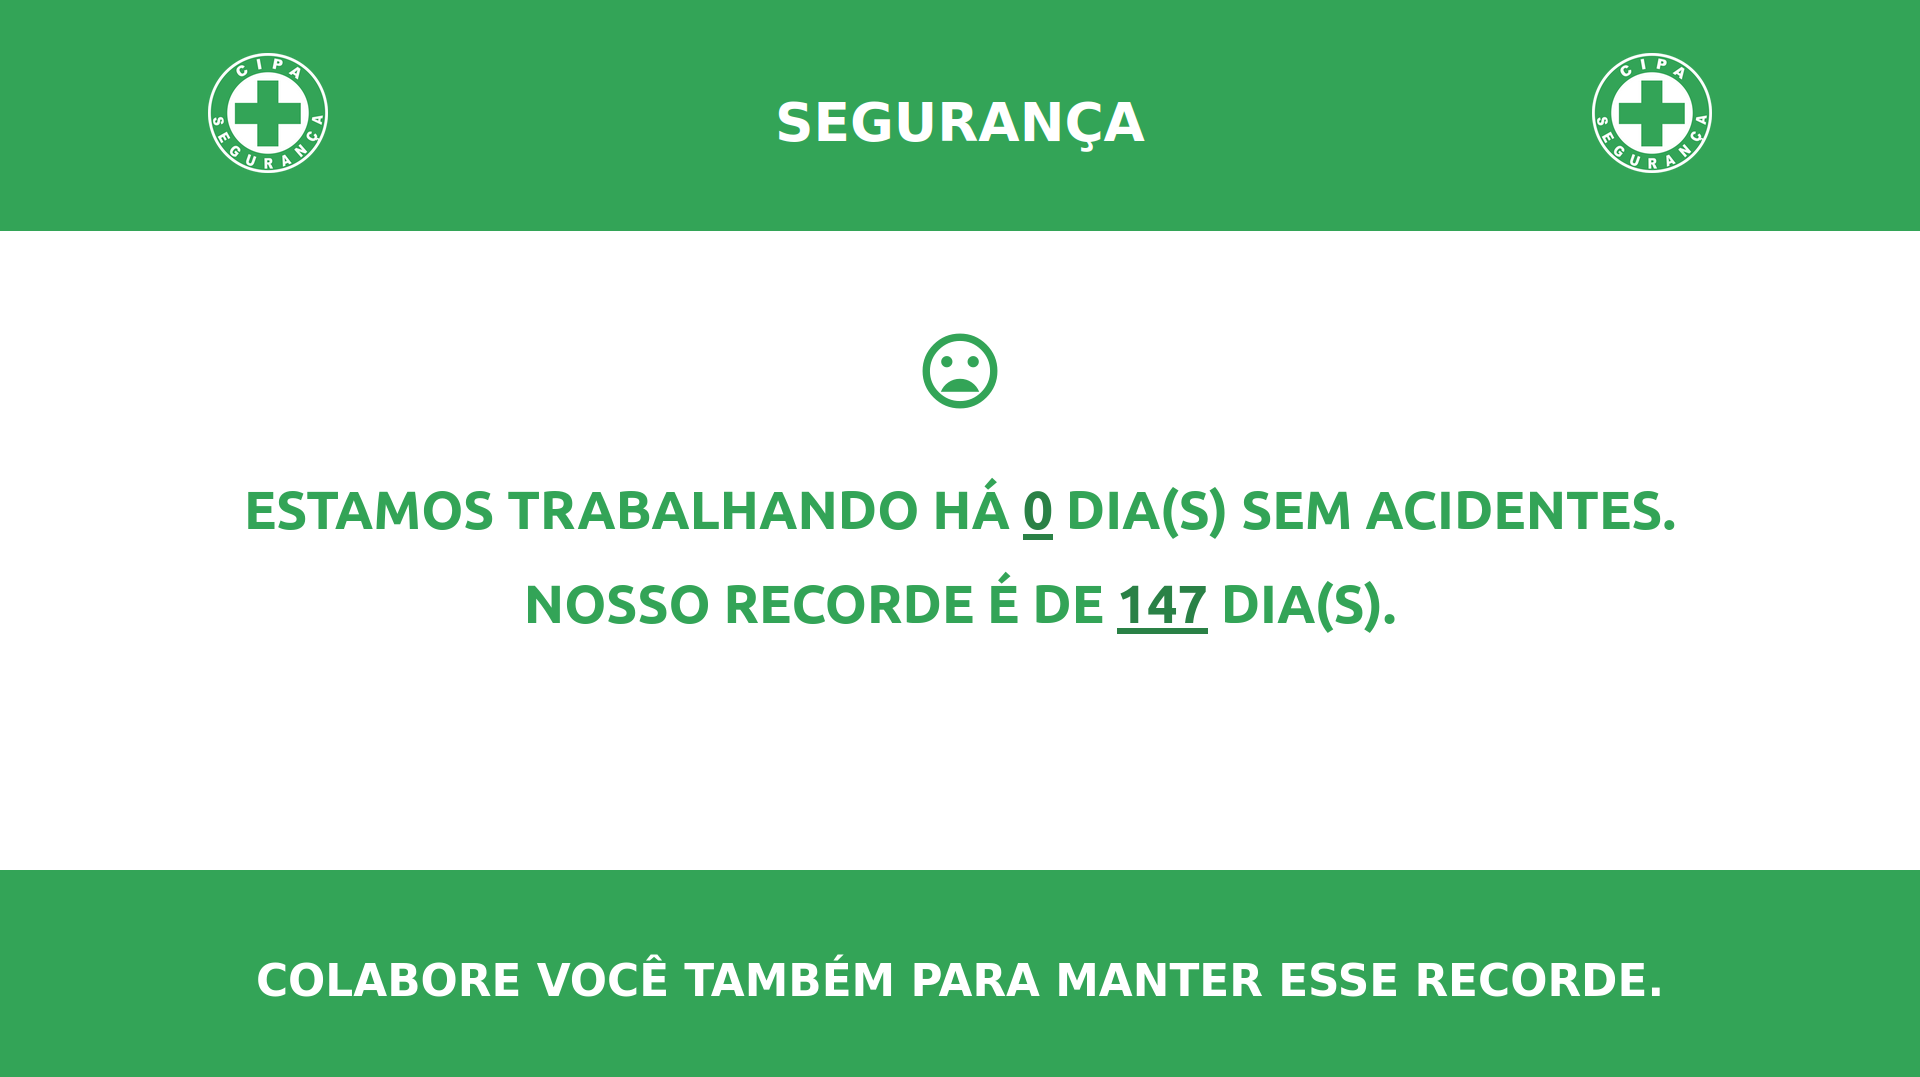 CIPA
SEGURANÇA
SEGURANÇA
CIPA
SEGURANÇA
ESTAMOS TRABALHANDO HÁ 0 DIA(S) SEM ACIDENTES.
NOSSO RECORDE É DE 147 DIA(S).
COLABORE VOCÊ TAMBÉM PARA MANTER ESSE RECORDE.